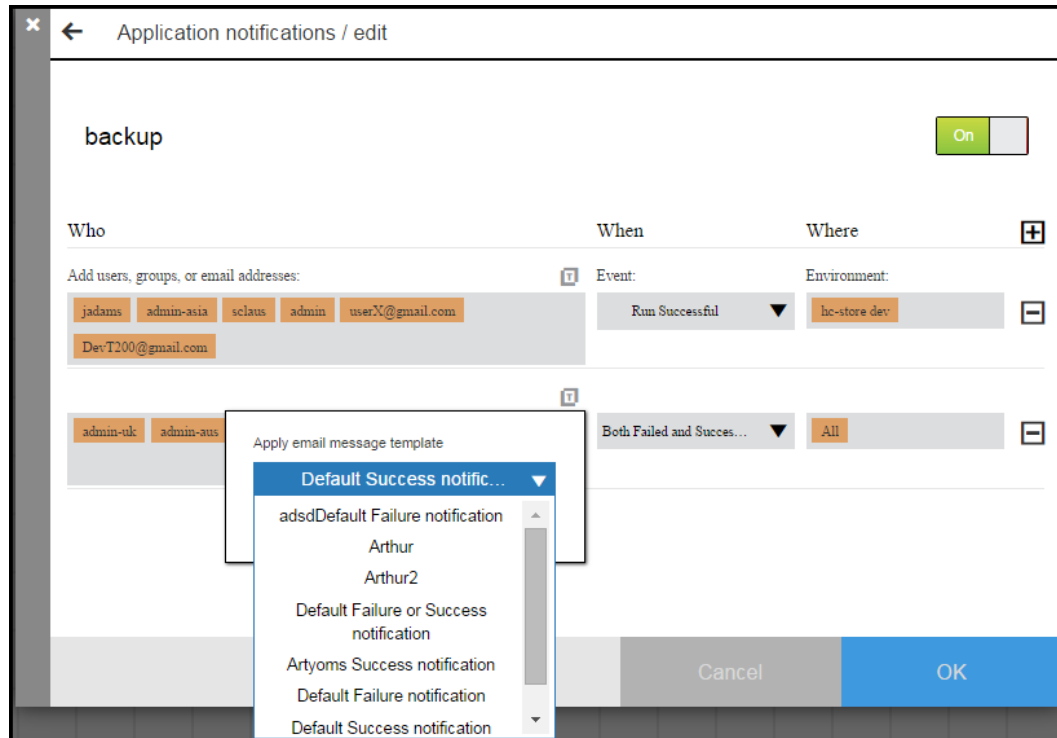 Application notifications / edit
backup
On
Who
When
Where
Add users, groups, or email addresses:
T
Event:
Environment:
jadams admin-asia sclaus admin userX@gmail.com
Run Successful
hc-store dev
DevT200@gmail.com
T
admin-uk admin-aus
Both Failed and Succes...
All
Apply email message template
Default Success notific...
adsdDefault Failure notification
Arthur
Arthur2
Default Failure or Success
notification
Artyoms Success notification
Default Failure notification
Default Success notification
Cancel
OK